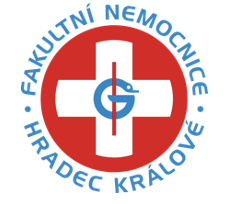 FAKULTNÍ NEMOCNICE
HRADEC KRÁLOVÉ